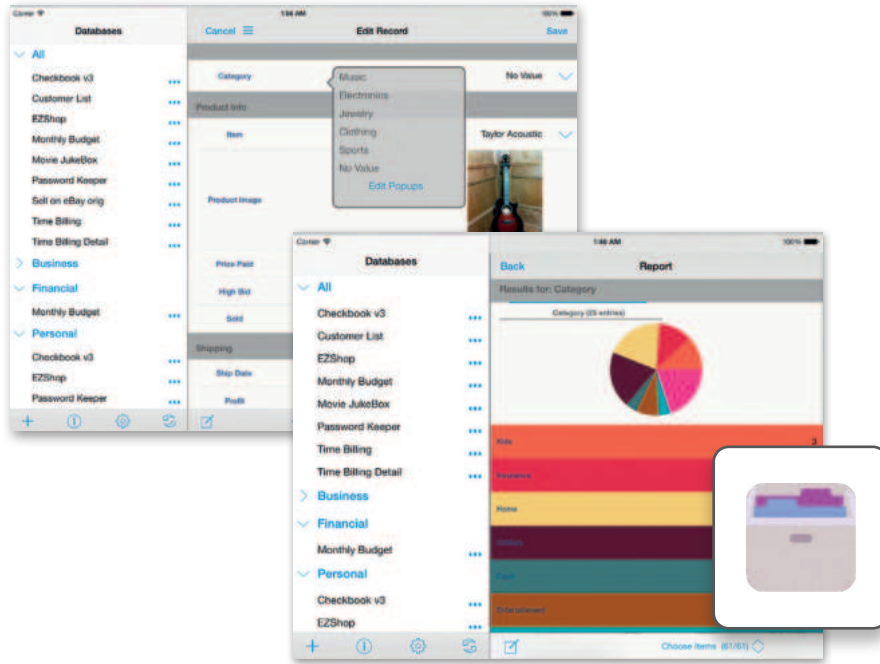 Carrier
1:46 AM
100%
Databases
Cancel
Edit Record
Save
All
Checkbook v3
Customer List
EZShop
Monthly Budget
Movie JukeBox
Password Keeper
Sell on eBay orig
Time Billing
Time Billing Detail
Business
Financial
Monthly Budget
Personal
Checkbook v3
EZShop
Password Keeper
Category
No Value
Music
Electronics
Jewelry
Clothing
Sports
No Value
Edit Popups
Product Info
Item
Taylor Acoustic
Product Image
Price Paid
High Bid
Sold
Shipping
Ship Date
Profit
Carrier
1:46 AM
100%
Databases
Back
Report
All
Checkbook v3
Customer List
EZShop
Monthly Budget
Movie JukeBox
Password Keeper
Time Billing
Time Billing Detail
Business
Financial
Monthly Budget
Personal
Checkbook v3
EZShop
Results for: Category
Category (25 entries)
Kids
3
Insurance
Home
Food
Entertainment
Choose Items (61/61)